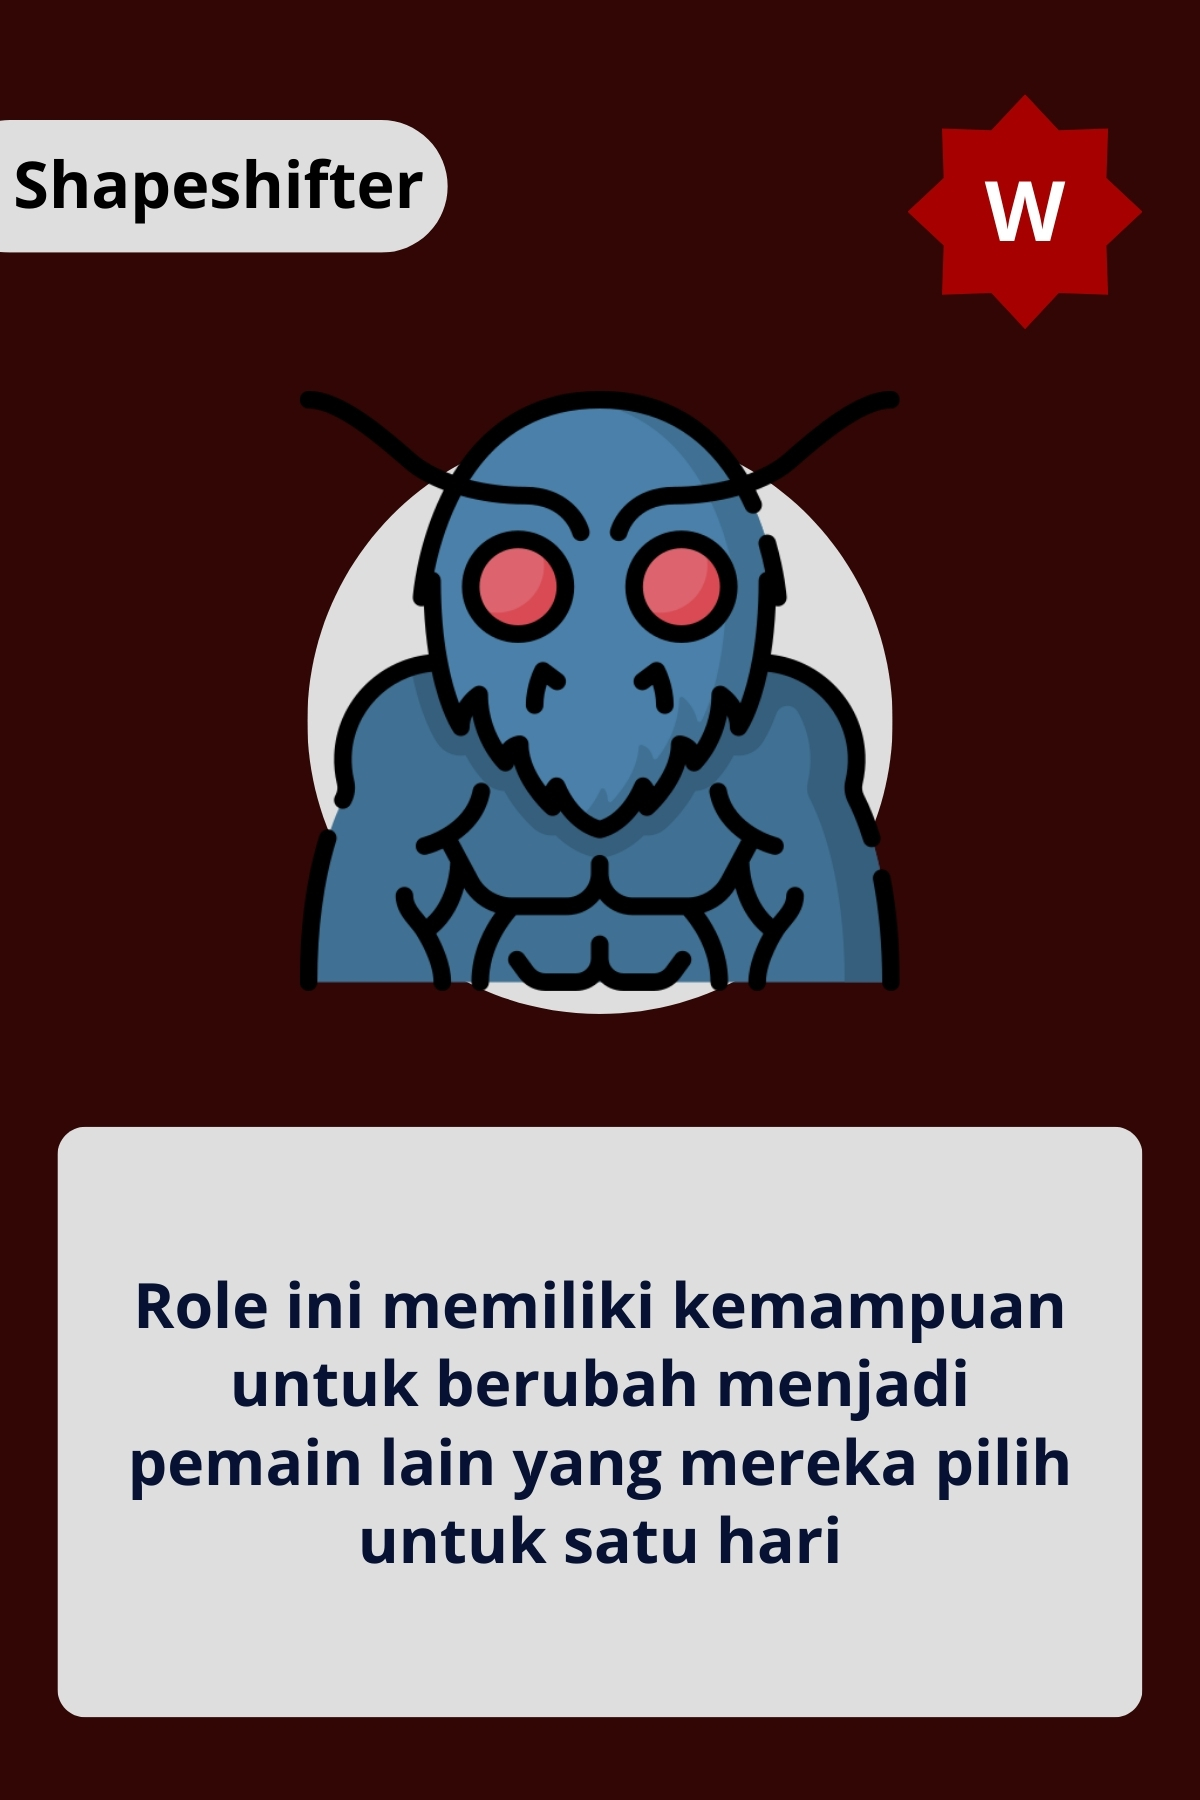 Shapeshifter
W
Role ini memiliki kemampuan
untuk berubah menjadi
pemain lain yang mereka pilih
untuk satu hari